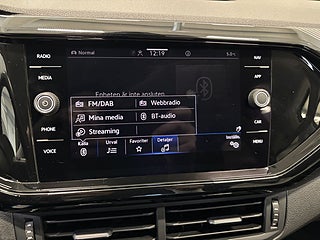 RADIO
MEDIA
PHONE
VOICE
Normal
12:19
Enheten är inte ansluten.
FM/DAB
Webbradio
Mina media
BT-audio
Streaming
Källa
Urval
Favoriter
Detaljer
NAV
APP
CAR
MENU